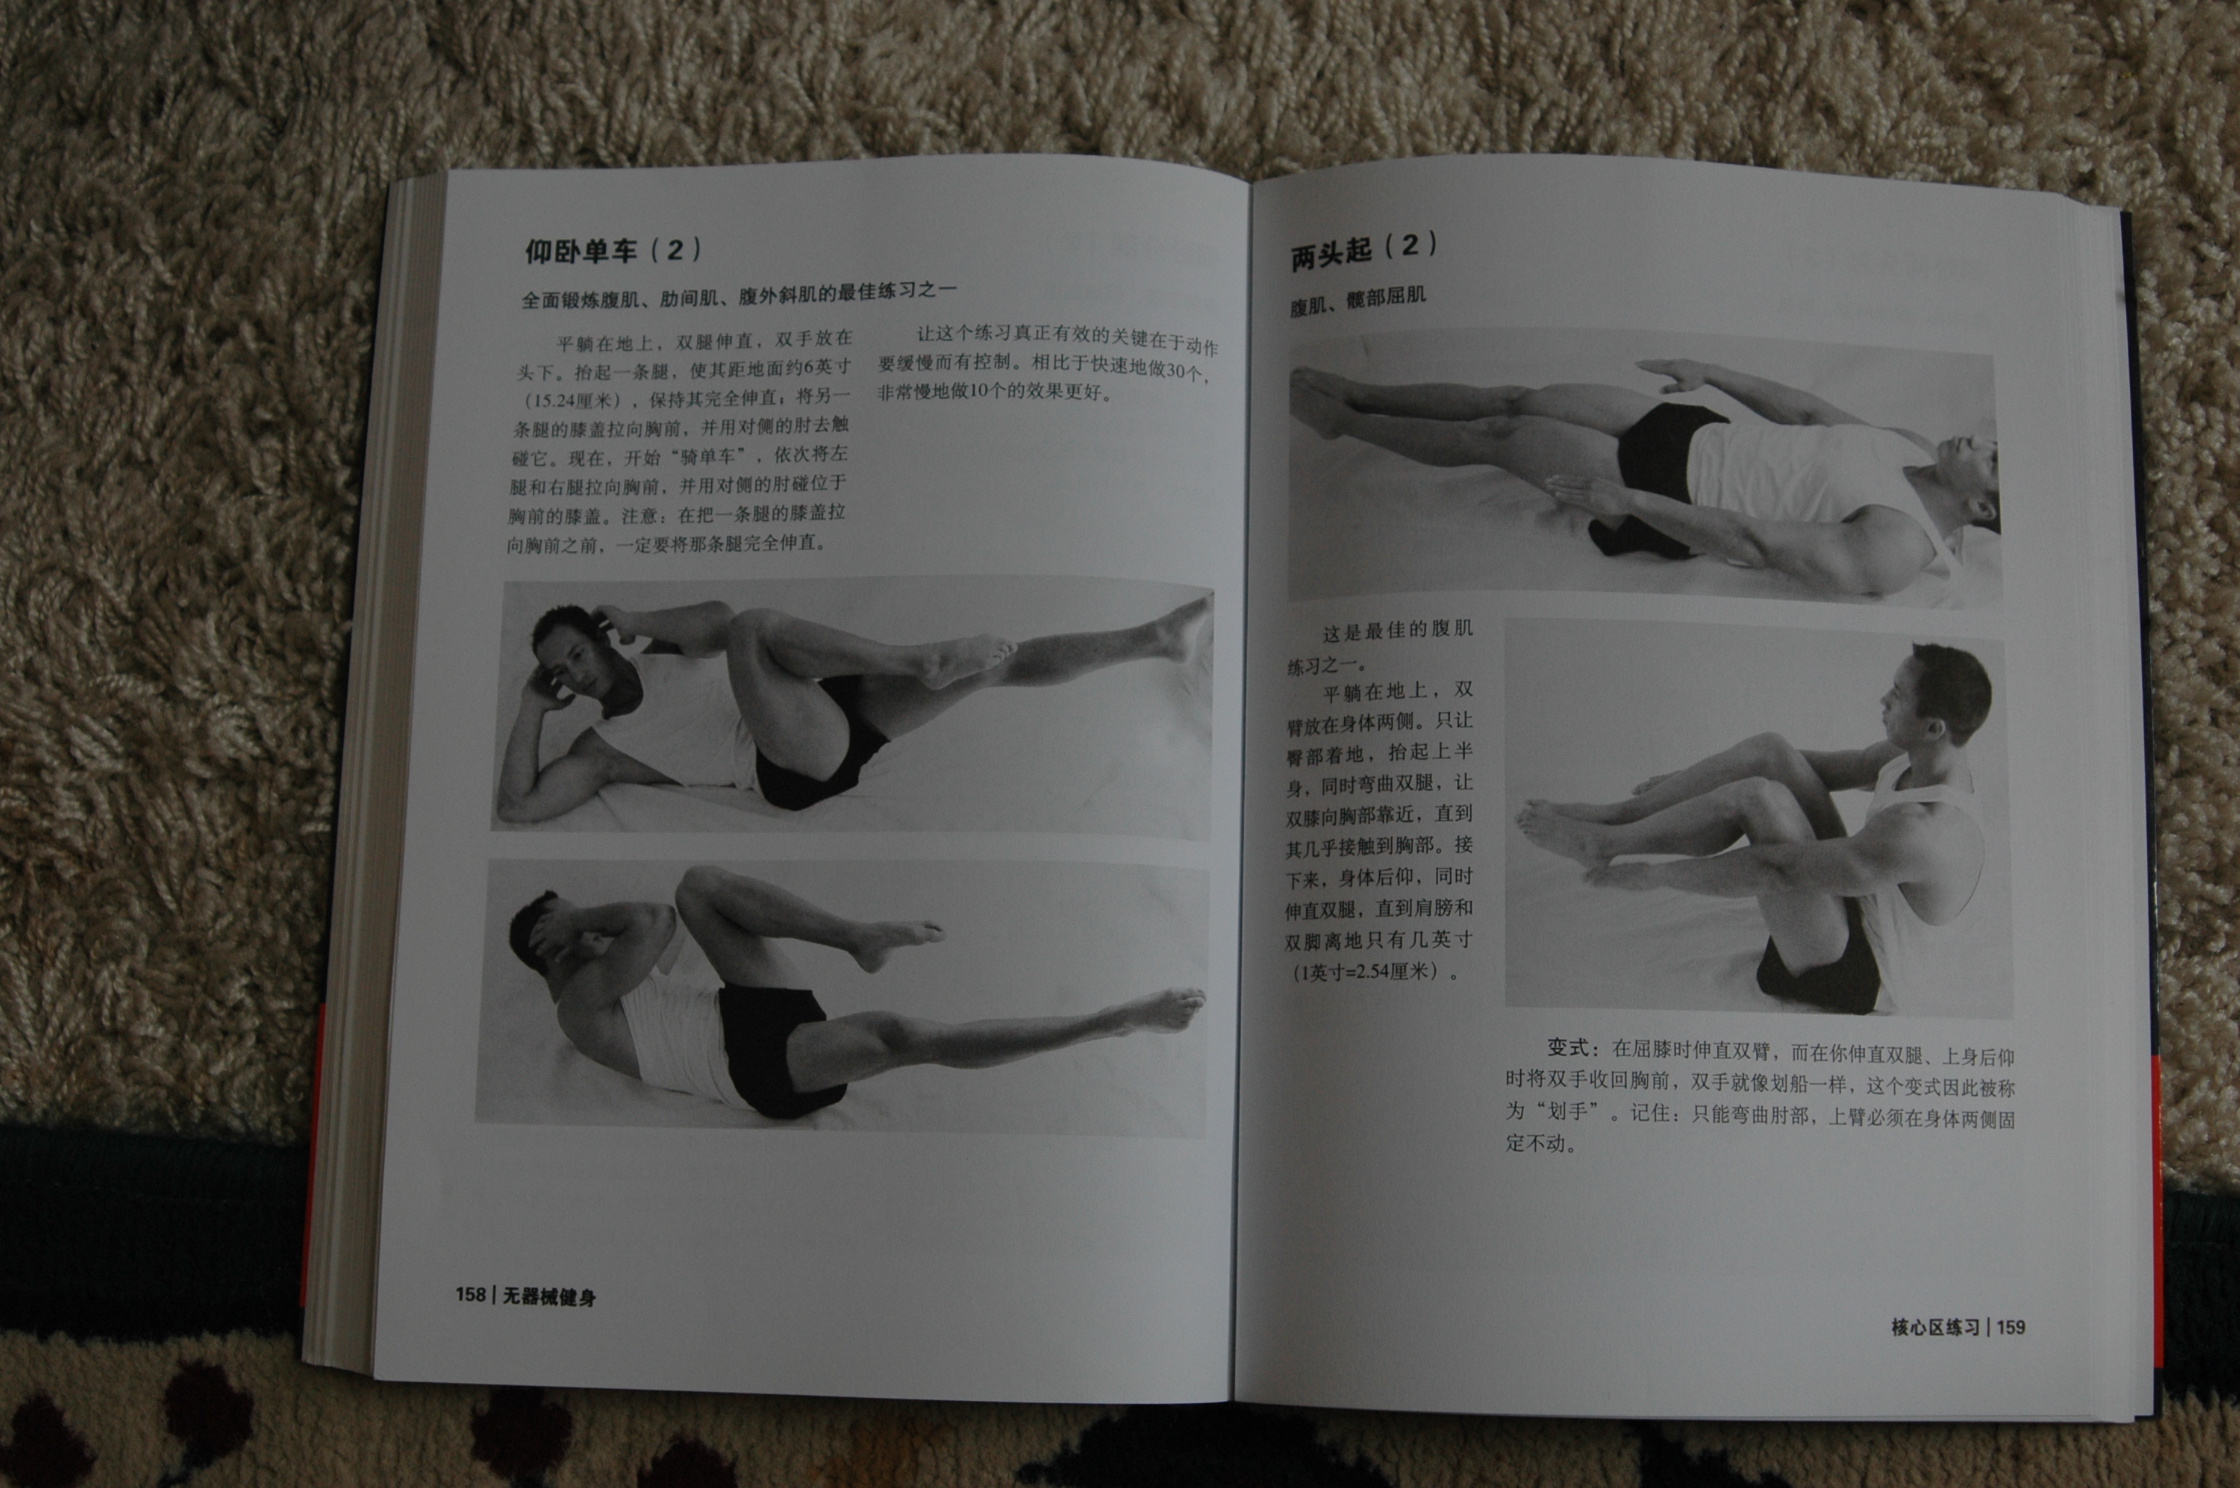 仰卧单车（2）
全面锻炼腹肌、肋间肌、腹外斜肌的最佳练习之一
平躺在地上，双腿伸直，双手放在
头下。抬起一条腿，使其距地面约6英寸
（15.24厘米），保持其完全伸直；将另一
条腿的膝盖拉向胸前，并用对侧的肘去触
碰它。现在，开始“骑单车”，依次将左
腿和右腿拉向胸前，并用对侧的肘碰位于
胸前的膝盖。注意：在把一条腿的膝盖拉
向胸前之前，一定要将那条腿完全伸直。
让这个练习真正有效的关键在于动作
要缓慢而有控制。相比于快速地做30个，
非常慢地做10个的效果更好。
158 | 无器械健身
两头起（2）
腹肌、髋部屈肌
这是最佳的腹肌
练习之一。
平躺在地上，双
臂放在身体两侧。只让
臀部着地，抬起上半
身，同时弯曲双腿，让
双膝向胸部靠近，直到
其几乎接触到胸部。接
下来，身体后仰，同时
伸直双腿，直到肩膀和
双脚离地只有几英寸
（1英寸=2.54厘米）。
变式：在屈膝时伸直双臂，而在你伸直双腿、上身后仰
时将双手收回胸前，双手就像划船一样，这个变式因此被称
为“划手”。记住：只能弯曲肘部，上臂必须在身体两侧固
定不动。
核心区练习 | 159